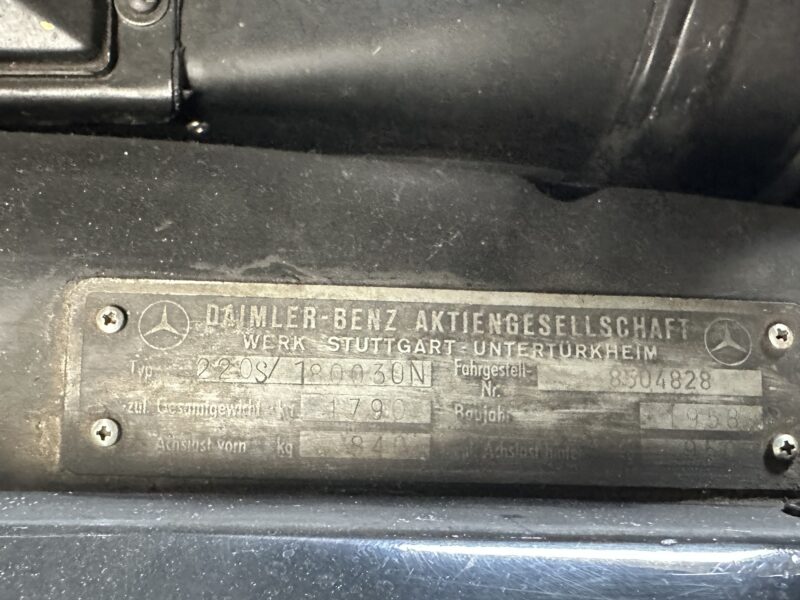 DAIMLER-BENZ AKTIENGESELLSCHAFT
WERK STUTTGART-UNTERTÜRKHEIM
Typ 220S/180030N Fahrgestell-Nr. 8504828
zul. Gesamtgewicht kg 1790 Baujahr 1958
Achslast vorn kg 840 Achslast